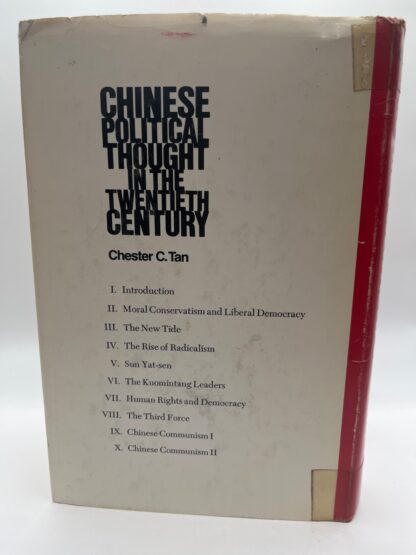 CHINESE
POLITICAL
THOUGHT
IN THE
TWENTIETH
CENTURY
Chester C. Tan
I. Introduction
II. Moral Conservatism and Liberal Democracy
III. The New Tide
IV. The Rise of Radicalism
V. Sun Yat-sen
VI. The Kuomintang Leaders
VII. Human Rights and Democracy
VIII. The Third Force
IX. Chinese Communism I
X. Chinese Communism II